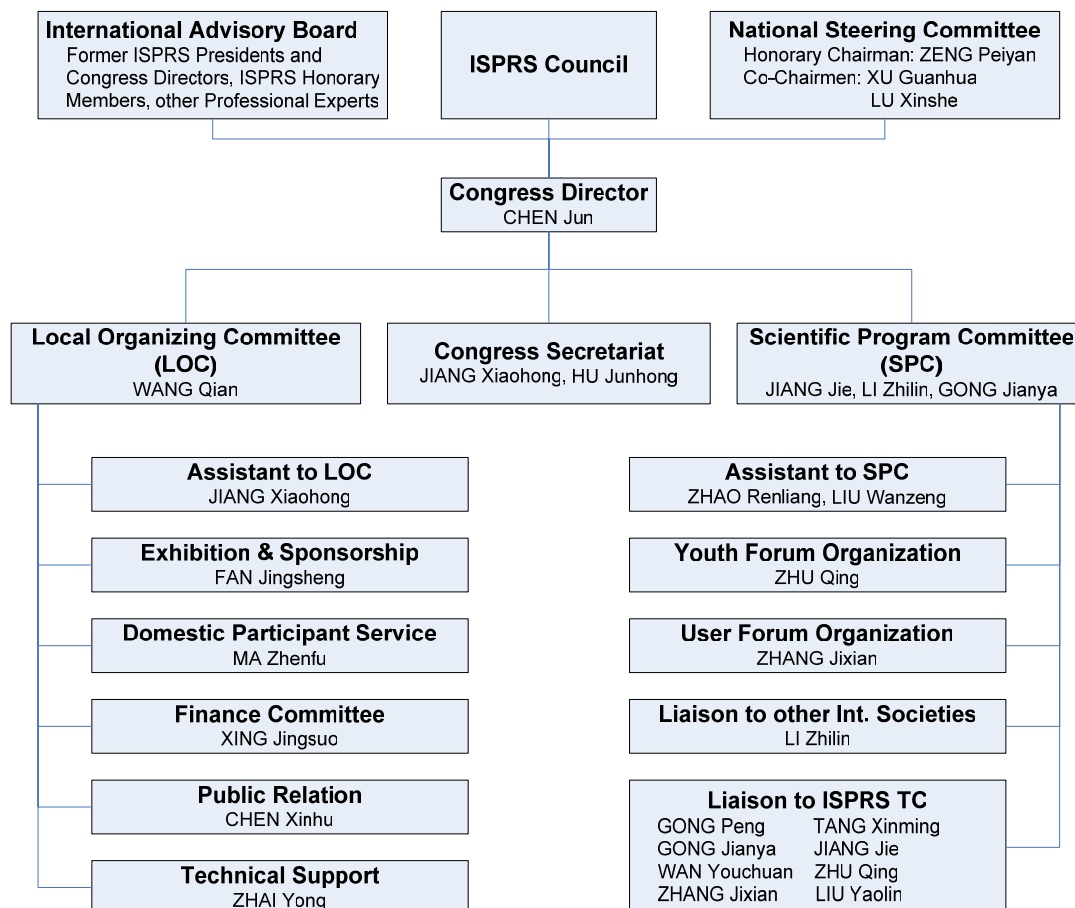 International Advisory Board
Former ISPRS Presidents and
Congress Directors, ISPRS Honorary
Members, other Professional Experts
ISPRS Council
National Steering Committee
Honorary Chairman: ZENG Peiyan
Co-Chairmen: XU Guanhua
LU Xinshe
Congress Director
CHEN Jun
Local Organizing Committee
(LOC)
WANG Qian
Congress Secretariat
JIANG Xiaohong, HU Junhong
Scientific Program Committee
(SPC)
JIANG Jie, LI Zhilin, GONG Jianya
Assistant to LOC
JIANG Xiaohong
Exhibition & Sponsorship
FAN Jingsheng
Domestic Participant Service
MA Zhenfu
Finance Committee
XING Jingsuo
Public Relation
CHEN Xinhu
Technical Support
ZHAI Yong
Assistant to SPC
ZHAO Renliang, LIU Wanzeng
Youth Forum Organization
ZHU Qing
User Forum Organization
ZHANG Jixian
Liaison to other Int. Societies
LI Zhilin
Liaison to ISPRS TC
GONG Peng TANG Xinming
GONG Jianya JIANG Jie
WAN Youchuan ZHU Qing
ZHANG Jixian LIU Yaolin